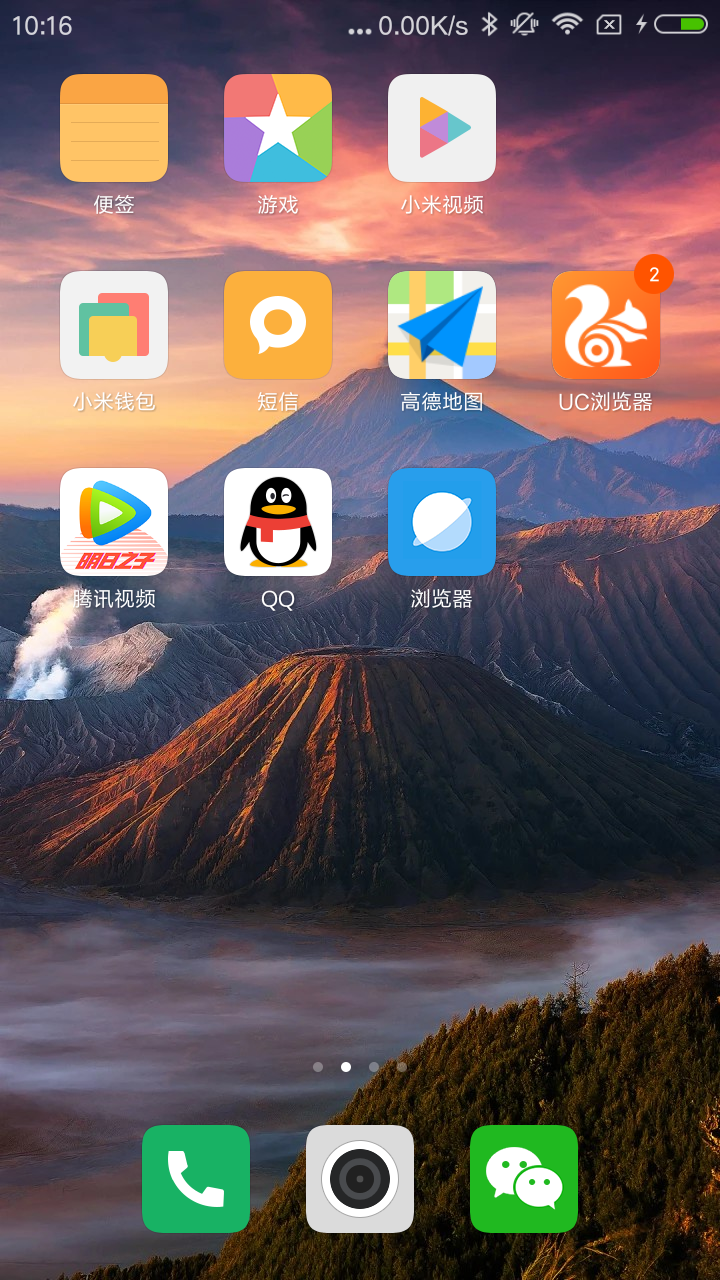 10:16 ... 0.00K/s
便签 游戏 小米视频
2
小米钱包 短信 高德地图 UC浏览器
明日之子
腾讯视频 QQ 浏览器